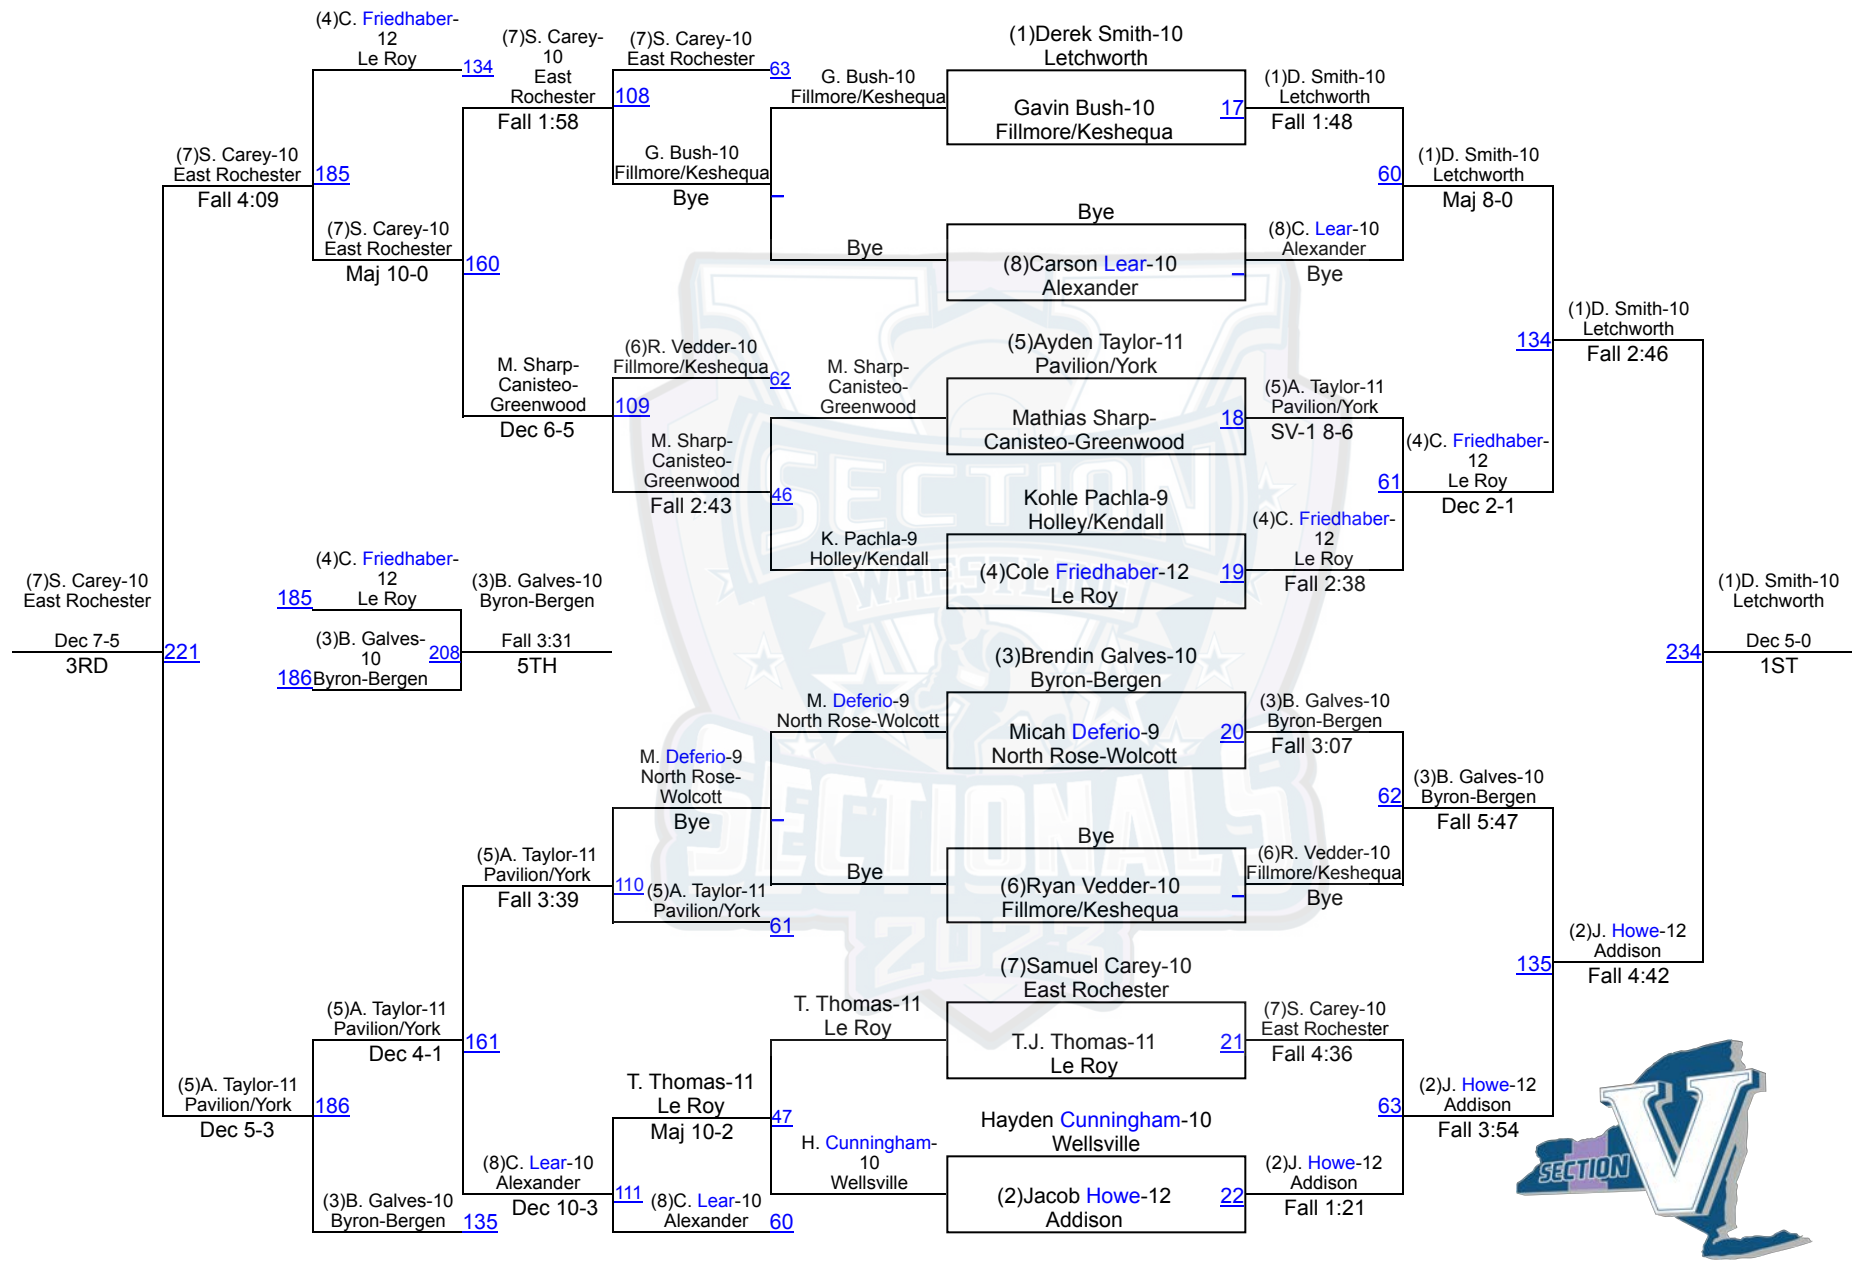 (4)C. Friedhaber-
12
Le Roy
134
(7)S. Carey-10
East Rochester
Fall 4:09
185
(7)S. Carey-10
East Rochester
Maj 10-0
(7)S. Carey-
10
East
Rochester
Fall 1:58
160
M. Sharp-
Canisteo-
Greenwood
Dec 6-5
(7)S. Carey-10
East Rochester
63
108
G. Bush-10
Fillmore/Keshequa
Bye
(6)R. Vedder-10
Fillmore/Keshequa
62
109
M. Sharp-
Canisteo-
Greenwood
Fall 2:43
G. Bush-10
Fillmore/Keshequa
Bye
M. Sharp-
Canisteo-
Greenwood
46
K. Pachla-9
Holley/Kendall
(1)Derek Smith-10
Letchworth
Gavin Bush-10
Fillmore/Keshequa
17
Bye
(8)Carson Lear-10
Alexander
(5)Ayden Taylor-11
Pavilion/York
Mathias Sharp-
Canisteo-Greenwood
18
Kohle Pachla-9
Holley/Kendall
(4)Cole Friedhaber-12
Le Roy
19
(1)D. Smith-10
Letchworth
Fall 1:48
60
(8)C. Lear-10
Alexander
Bye
(5)A. Taylor-11
Pavilion/York
SV-1 8-6
61
(4)C. Friedhaber-
12
Le Roy
Fall 2:38
(1)D. Smith-10
Letchworth
Maj 8-0
134
(4)C. Friedhaber-
12
Le Roy
Dec 2-1
(1)D. Smith-10
Letchworth
Fall 2:46
(7)S. Carey-10
East Rochester
Dec 7-5
3RD
221
(4)C. Friedhaber-
12
Le Roy
185
(3)B. Galves-
10
Byron-Bergen
186
208
(3)B. Galves-10
Byron-Bergen
Fall 3:31
5TH
(1)D. Smith-10
Letchworth
Dec 5-0
1ST
234
(5)A. Taylor-11
Pavilion/York
Dec 5-3
186
(5)A. Taylor-11
Pavilion/York
Dec 4-1
(3)B. Galves-10
Byron-Bergen
135
(5)A. Taylor-11
Pavilion/York
Fall 3:39
161
(8)C. Lear-10
Alexander
Dec 10-3
M. Deferio-9
North Rose-
Wolcott
Bye
110
(5)A. Taylor-11
Pavilion/York
61
T. Thomas-11
Le Roy
Maj 10-2
111
(8)C. Lear-10
Alexander
60
M. Deferio-9
North Rose-Wolcott
Bye
T. Thomas-11
Le Roy
47
H. Cunningham-
10
Wellsville
(3)Brendin Galves-10
Byron-Bergen
Micah Deferio-9
North Rose-Wolcott
20
Bye
(6)Ryan Vedder-10
Fillmore/Keshequa
(7)Samuel Carey-10
East Rochester
T.J. Thomas-11
Le Roy
21
Hayden Cunningham-10
Wellsville
(2)Jacob Howe-12
Addison
22
(3)B. Galves-10
Byron-Bergen
Fall 3:07
62
(6)R. Vedder-10
Fillmore/Keshequa
Bye
(7)S. Carey-10
East Rochester
Fall 4:36
63
(2)J. Howe-12
Addison
Fall 1:21
(3)B. Galves-10
Byron-Bergen
Fall 5:47
135
(2)J. Howe-12
Addison
Fall 3:54
(2)J. Howe-12
Addison
Fall 4:42
SECTION
WRESTLING
SECTIONALS
2023
SECTION
V